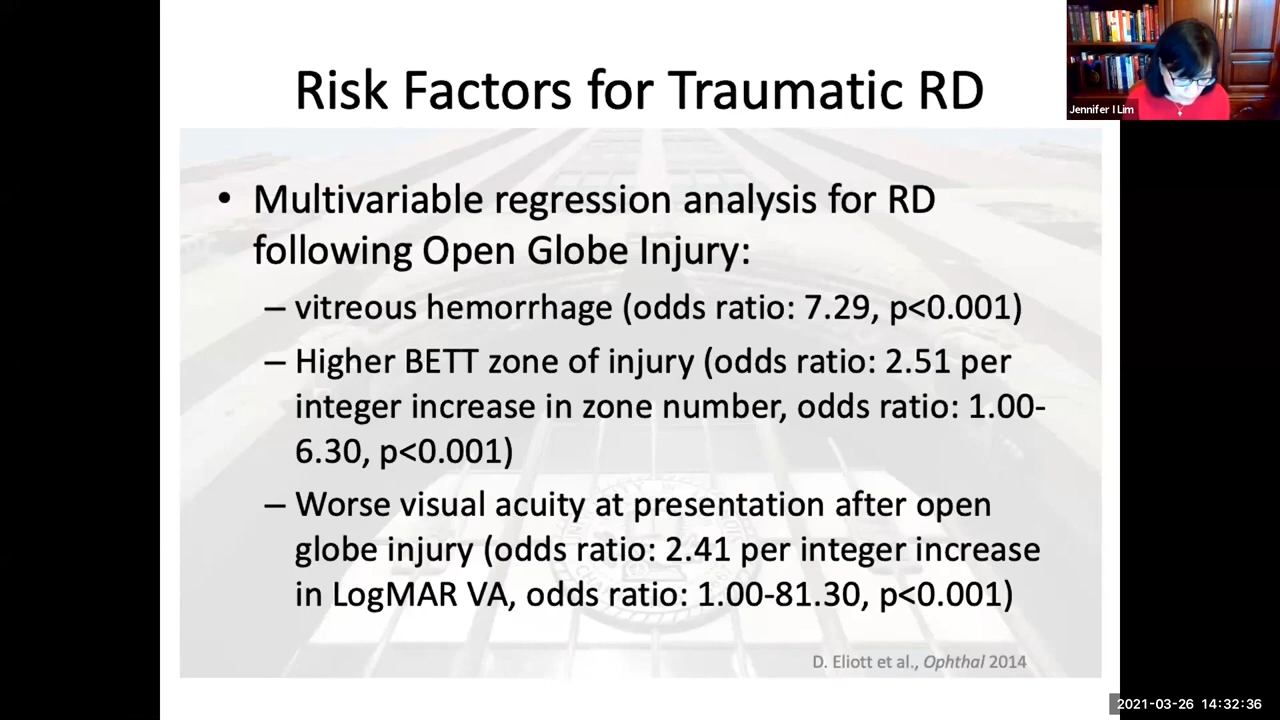 Risk Factors for Traumatic RD
Jennifer I Lim
• Multivariable regression analysis for RD
following Open Globe Injury:
– vitreous hemorrhage (odds ratio: 7.29, p<0.001)
– Higher BETT zone of injury (odds ratio: 2.51 per
integer increase in zone number, odds ratio: 1.00-
6.30, p<0.001)
– Worse visual acuity at presentation after open
globe injury (odds ratio: 2.41 per integer increase
in LogMAR VA, odds ratio: 1.00-81.30, p<0.001)
D. Eliott et al., Ophthal 2014
2021-03-26 14:32:36